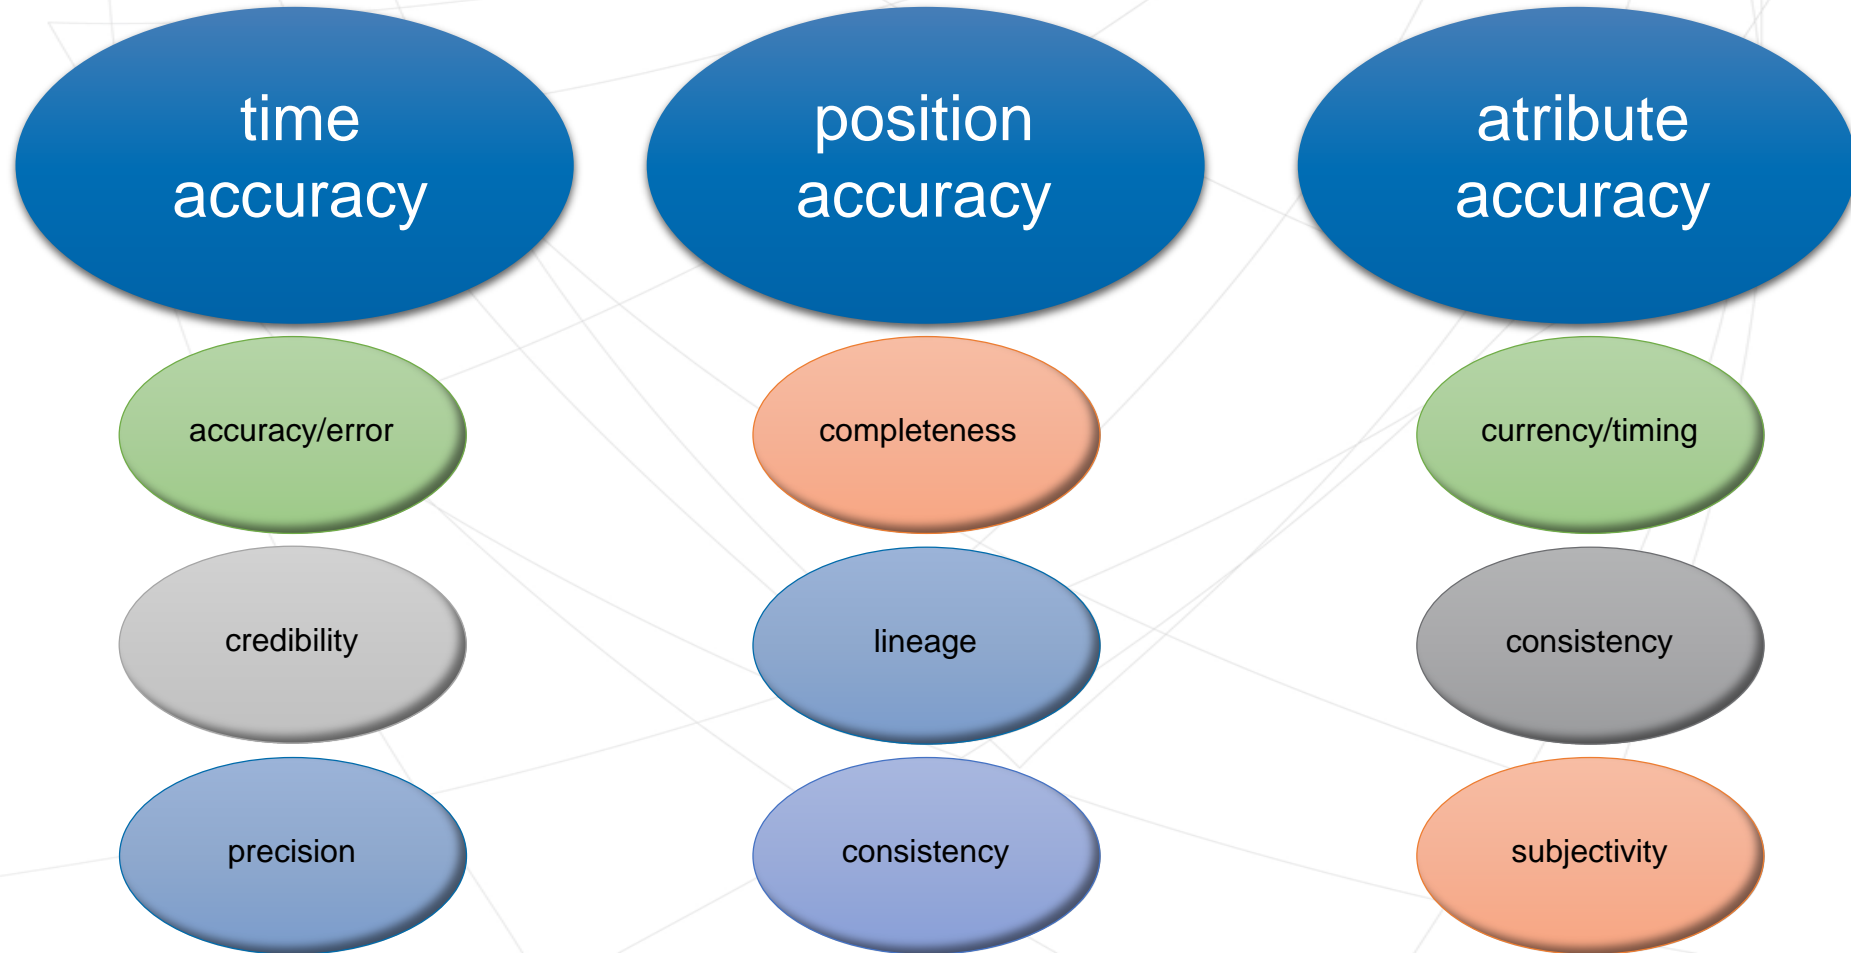 time
accuracy
position
accuracy
atribute
accuracy
accuracy/error
completeness
currency/timing
credibility
lineage
consistency
precision
consistency
subjectivity